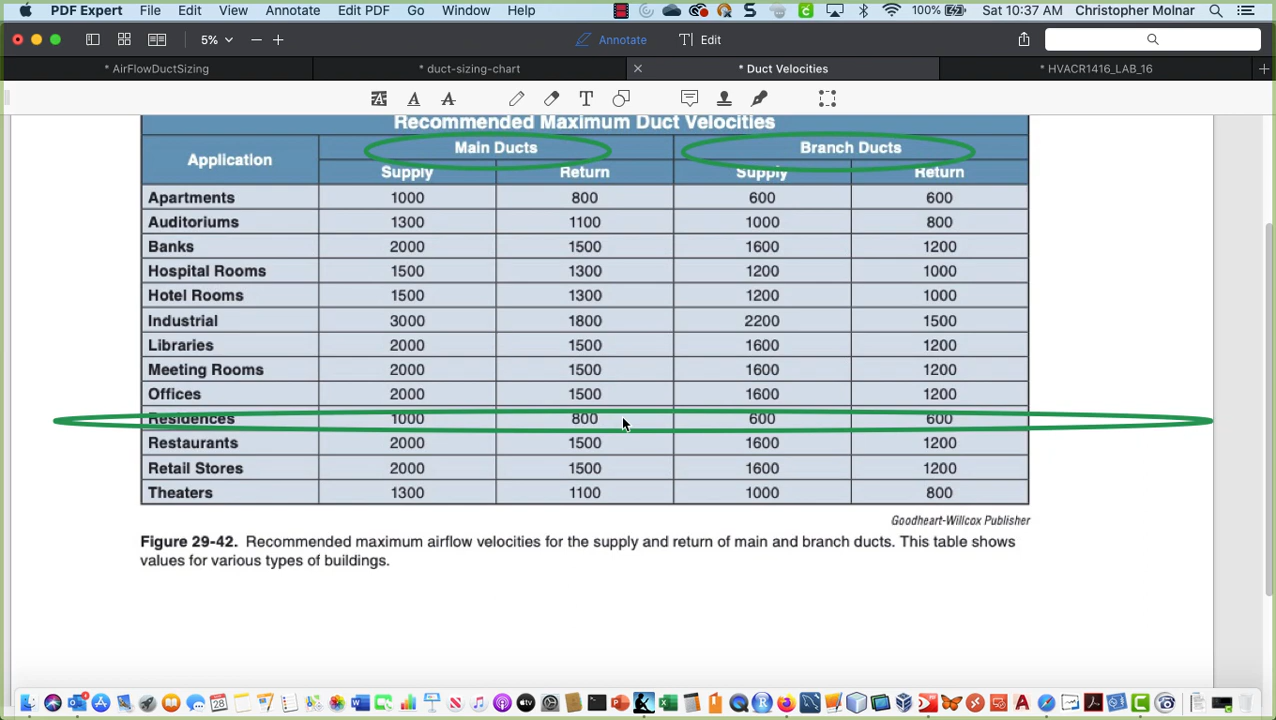 PDF Expert File Edit View Annotate Edit PDF Go Window Help 100% Sat 10:37 AM Christopher Molnar
5% Annotate Edit
* AirFlowDuctSizing * duct-sizing-chart * Duct Velocities * HVACR1416_LAB_16
Recommended Maximum Duct Velocities
Application Main Ducts Branch Ducts
Supply Return Supply Return
Apartments 1000 800 600 600
Auditoriums 1300 1100 1000 800
Banks 2000 1500 1600 1200
Hospital Rooms 1500 1300 1200 1000
Hotel Rooms 1500 1300 1200 1000
Industrial 3000 1800 2200 1500
Libraries 2000 1500 1600 1200
Meeting Rooms 2000 1500 1600 1200
Offices 2000 1500 1600 1200
Residences 1000 800 600 600
Restaurants 2000 1500 1600 1200
Retail Stores 2000 1500 1600 1200
Theaters 1300 1100 1000 800
Goodheart-Willcox Publisher
Figure 29-42. Recommended maximum airflow velocities for the supply and return of main and branch ducts. This table shows
values for various types of buildings.